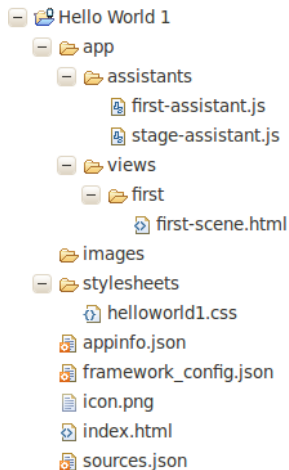 Hello World 1
app
assistants
first-assistant.js
stage-assistant.js
views
first
first-scene.html
images
stylesheets
helloworld1.css
appinfo.json
framework_config.json
icon.png
index.html
sources.json